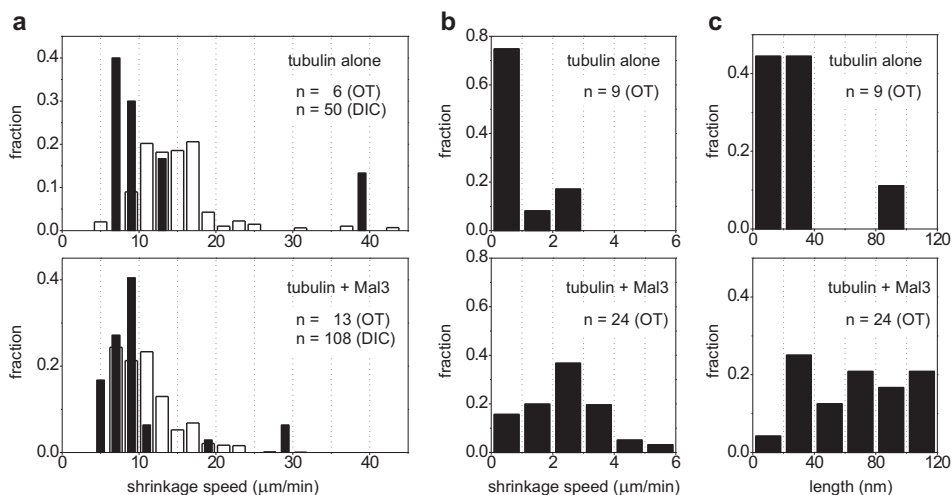 a
b
c
0.4
0.3
0.2
0.1
0.0
fraction
tubulin alone
n = 6 (OT)
n = 50 (DIC)
0 10 20 30 40
0.8
0.6
0.4
0.2
0.0
fraction
tubulin alone
n = 9 (OT)
0 2 4 6
0.4
0.2
0.0
fraction
tubulin alone
n = 9 (OT)
0 40 80 120
0.4
0.2
0.0
fraction
tubulin + Mal3
n = 13 (OT)
n = 108 (DIC)
0 10 20 30 40
shrinkage speed (μm/min)
0.8
0.6
0.4
0.2
0.0
fraction
tubulin + Mal3
n = 24 (OT)
0 2 4 6
shrinkage speed (μm/min)
0.4
0.2
0.0
fraction
tubulin + Mal3
n = 24 (OT)
0 40 80 120
length (nm)